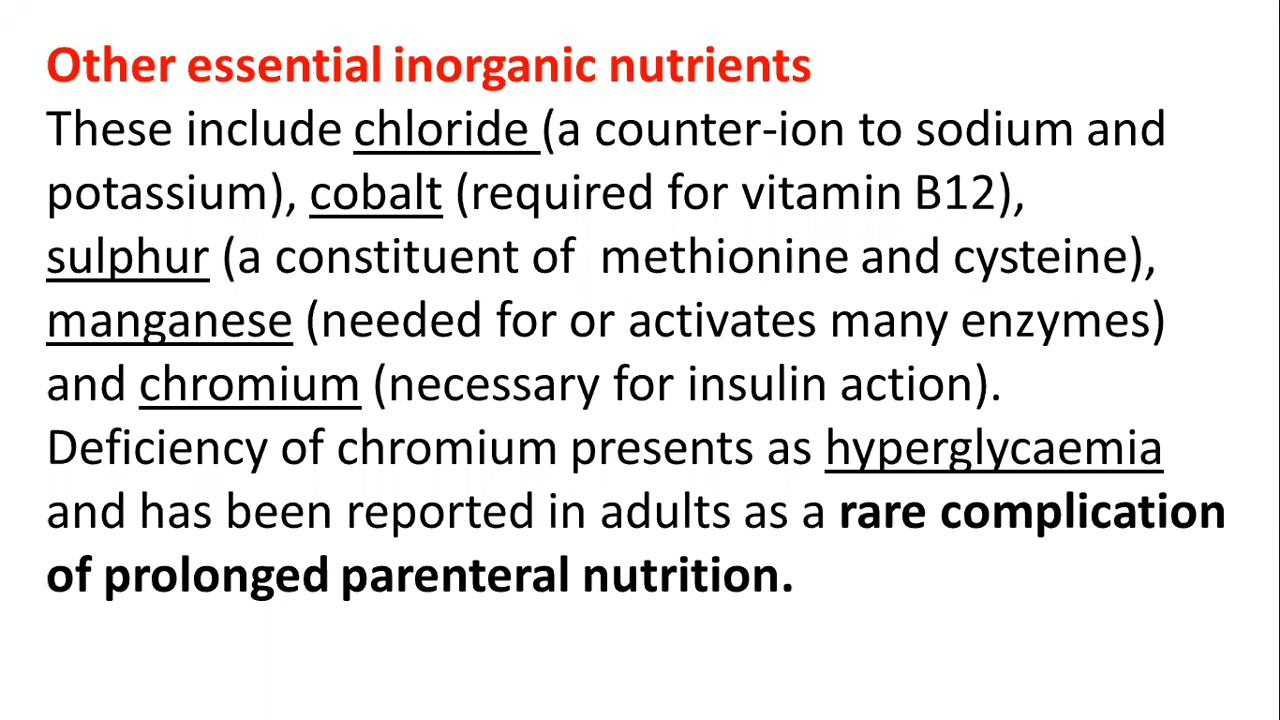 Other essential inorganic nutrients
These include chloride (a counter-ion to sodium and
potassium), cobalt (required for vitamin B12),
sulphur (a constituent of  methionine and cysteine),
manganese (needed for or activates many enzymes)
and chromium (necessary for insulin action).
Deficiency of chromium presents as hyperglycaemia
and has been reported in adults as a rare complication
of prolonged parenteral nutrition.